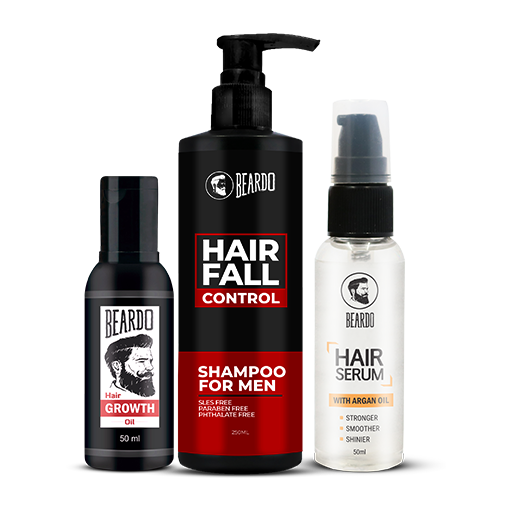 BEARDO
Hair
GROWTH
Oil
50 ml
BEARDO
HAIR
FALL
CONTROL
SHAMPOO
FOR MEN
SLES FREE
PARABEN FREE
PHTHALATE FREE
250ML
BEARDO
HAIR
SERUM
WITH ARGAN OIL
STRONGER
SMOOTHER
SHINIER
50ml